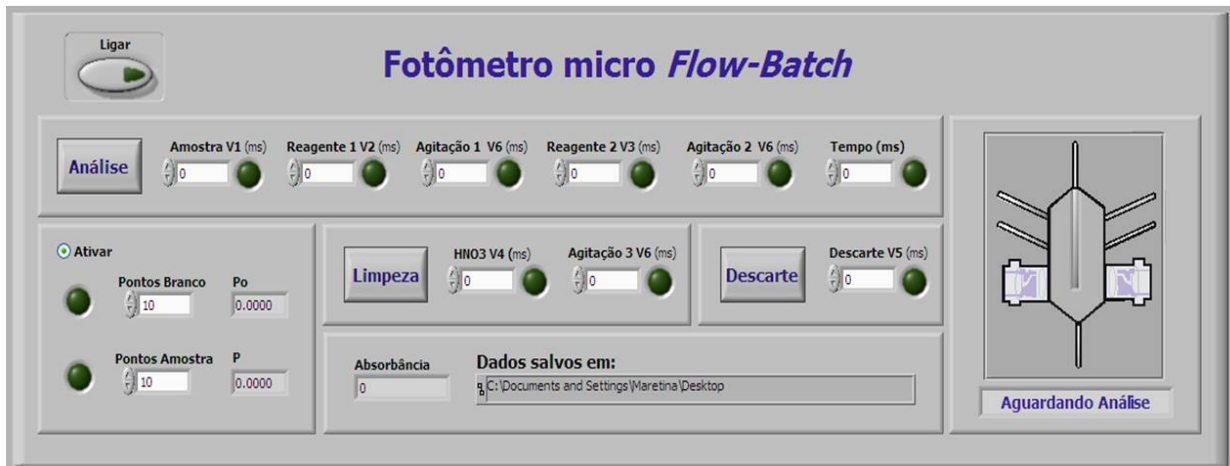 Ligar
Fotômetro micro Flow-Batch
Análise
Amostra V1 (ms)
0
Reagente 1 V2 (ms)
0
Agitação 1 V6 (ms)
0
Reagente 2 V3 (ms)
0
Agitação 2 V6 (ms)
0
Tempo (ms)
0
Ativar
Pontos Branco
10
Po
0.0000
Pontos Amostra
10
P
0.0000
Limpeza
HNO3 V4 (ms)
0
Agitação 3 V6 (ms)
0
Descarte
Descarte V5 (ms)
0
Absorbância
0
Dados salvos em:
C:\Documents and Settings\Maretina\Desktop
Aguardando Análise